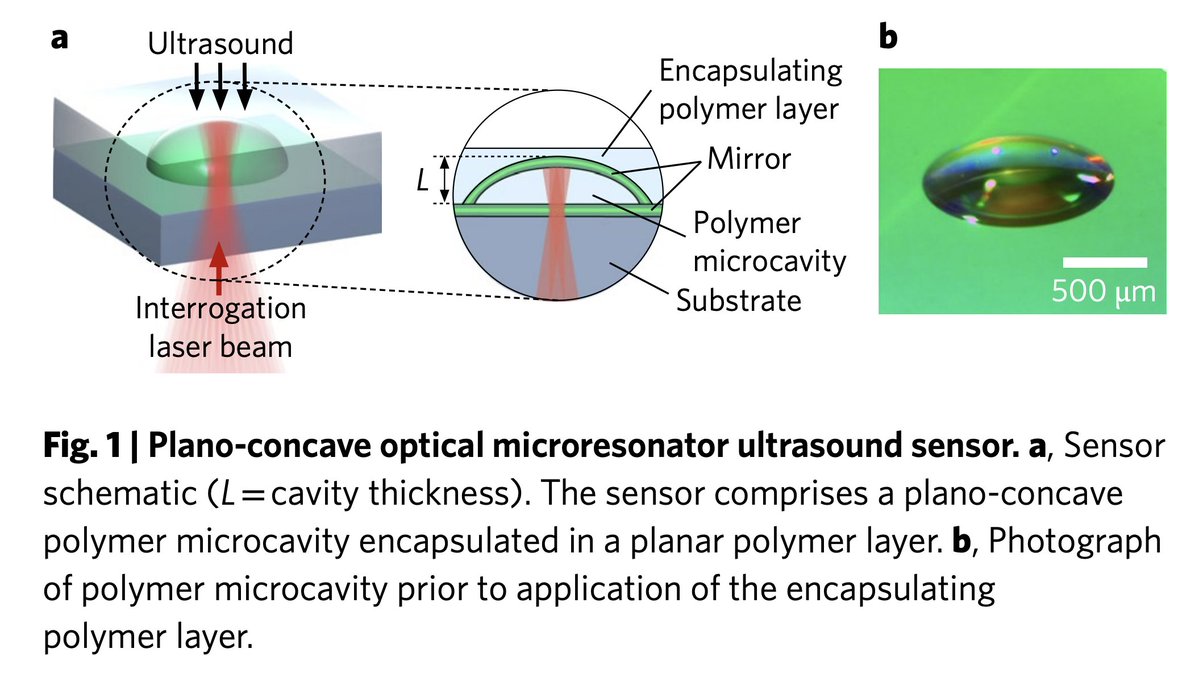 a
Ultrasound
Encapsulating
polymer layer
Mirror
L
Polymer
microcavity
Substrate
Interrogation
laser beam
b
500 μm
Fig. 1 | Plano-concave optical microresonator ultrasound sensor. a, Sensor
schematic (L = cavity thickness). The sensor comprises a plano-concave
polymer microcavity encapsulated in a planar polymer layer. b, Photograph
of polymer microcavity prior to application of the encapsulating
polymer layer.